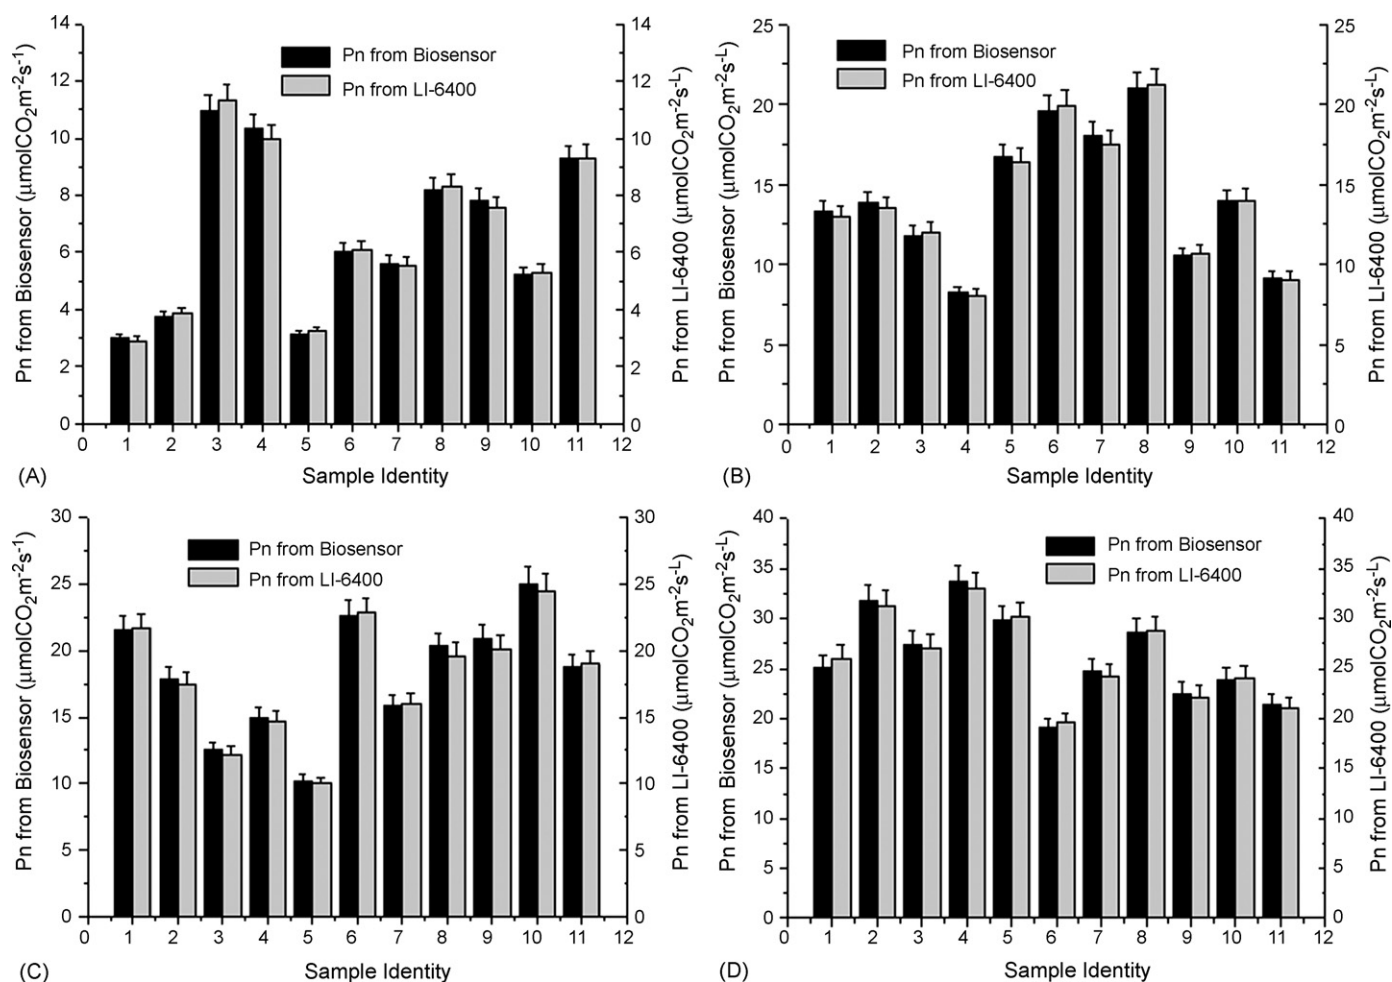 Pn from Biosensor (μmolCO₂m⁻²s⁻¹)
14
12
10
8
6
4
2
0
Pn from Biosensor
Pn from LI-6400
14
12
10
8
6
4
2
0
Pn from LI-6400 (μmolCO₂m⁻²s⁻ᴸ)
0 1 2 3 4 5 6 7 8 9 10 11 12
(A) Sample Identity
Pn from Biosensor (μmolCO₂m⁻²s⁻ᴸ)
25
20
15
10
5
0
Pn from Biosensor
Pn from LI-6400
25
20
15
10
5
0
Pn from LI-6400 (μmolCO₂m⁻²s⁻ᴸ)
0 1 2 3 4 5 6 7 8 9 10 11 12
(B) Sample Identity
Pn from Biosensor (μmolCO₂m⁻²s⁻¹)
30
25
20
15
10
5
0
Pn from Biosensor
Pn from LI-6400
30
25
20
15
10
5
0
Pn from LI-6400 (μmolCO₂m⁻²s⁻ᴸ)
0 1 2 3 4 5 6 7 8 9 10 11 12
(C) Sample Identity
Pn from Biosensor (μmolCO₂m⁻²s⁻ᴸ)
40
35
30
25
20
15
10
5
0
Pn from Biosensor
Pn from LI-6400
40
35
30
25
20
15
10
5
0
Pn from LI-6400 (μmolCO₂m⁻²s⁻ᴸ)
0 1 2 3 4 5 6 7 8 9 10 11 12
(D) Sample Identity